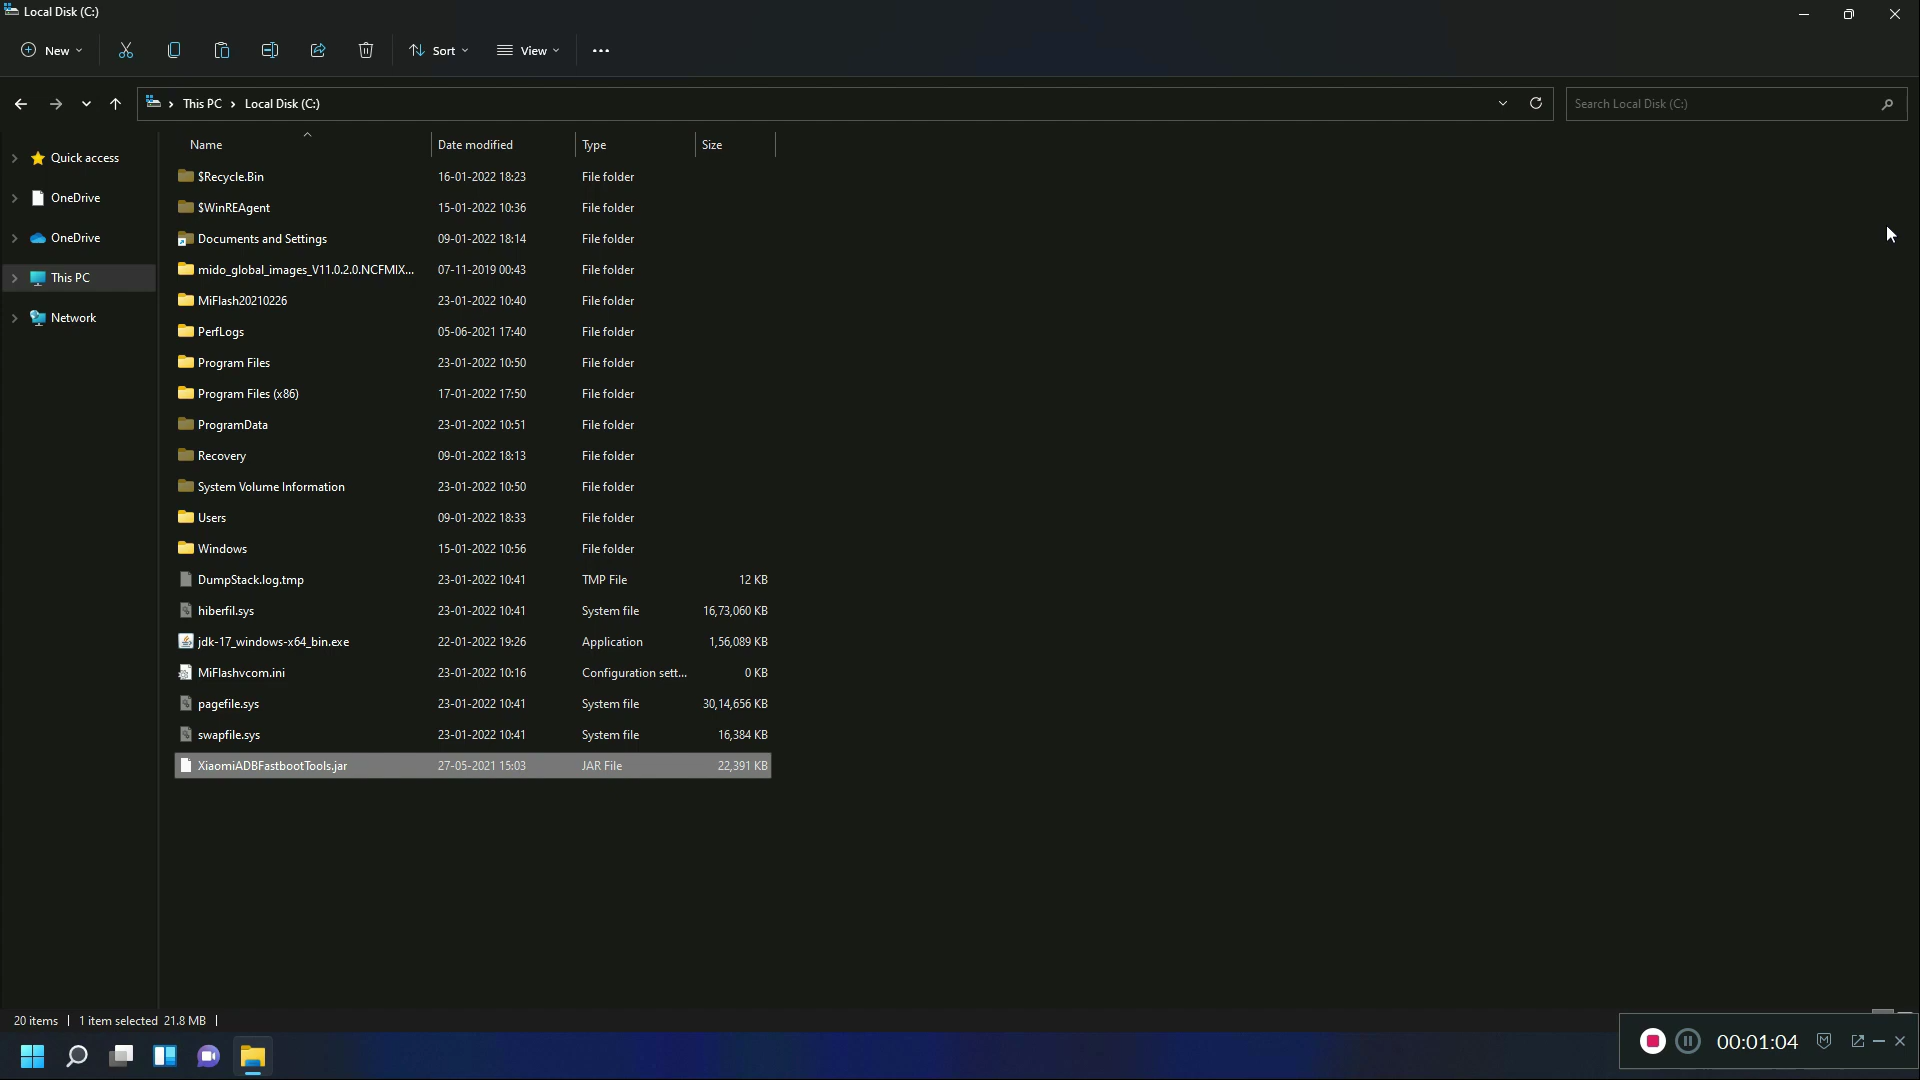 Local Disk (C:)
New
Sort
View
This PC
Local Disk (C:)
Search Local Disk (C:)
Quick access
OneDrive
OneDrive
This PC
Network
Name Date modified Type Size
$Recycle.Bin 16-01-2022 18:23 File folder
$WinREAgent 15-01-2022 10:36 File folder
Documents and Settings 09-01-2022 18:14 File folder
mido_global_images_V11.0.2.0.NCFMIX... 07-11-2019 00:43 File folder
MiFlash20210226 23-01-2022 10:40 File folder
PerfLogs 05-06-2021 17:40 File folder
Program Files 23-01-2022 10:50 File folder
Program Files (x86) 17-01-2022 17:50 File folder
ProgramData 23-01-2022 10:51 File folder
Recovery 09-01-2022 18:13 File folder
System Volume Information 23-01-2022 10:50 File folder
Users 09-01-2022 18:33 File folder
Windows 15-01-2022 10:56 File folder
DumpStack.log.tmp 23-01-2022 10:41 TMP File 12 KB
hiberfil.sys 23-01-2022 10:41 System file 16,73,060 KB
jdk-17_windows-x64_bin.exe 22-01-2022 19:26 Application 1,56,089 KB
MiFlashvcom.ini 23-01-2022 10:16 Configuration sett... 0 KB
pagefile.sys 23-01-2022 10:41 System file 30,14,656 KB
swapfile.sys 23-01-2022 10:41 System file 16,384 KB
XiaomiADBFastbootTools.jar 27-05-2021 15:03 JAR File 22,391 KB
20 items 1 item selected 21.8 MB
00:01:04